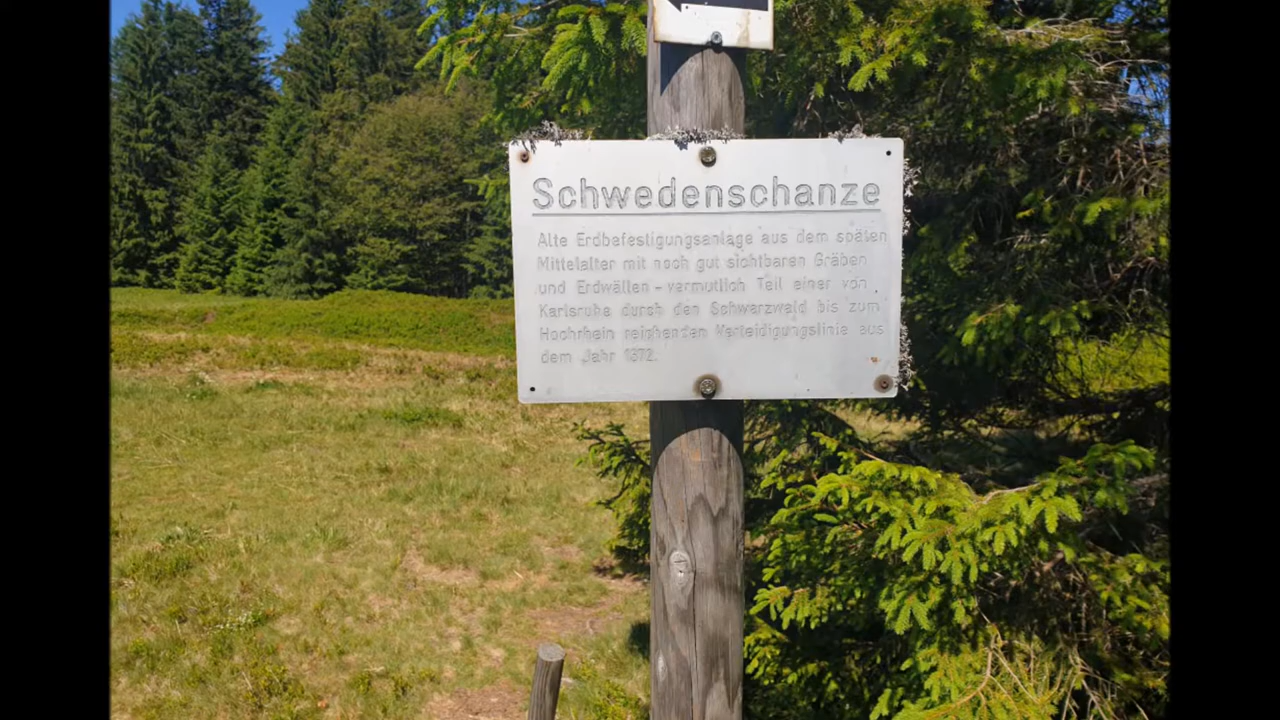 Schwedenschanze
Alte Erdbefestigungsanlage aus dem späten
Mittelalter mit noch gut sichtbaren Gräben
und Erdwällen - vermutlich Teil einer von
Karlsruhe durch den Schwarzwald bis zum
Hochrhein reichenden Verteidigungslinie aus
dem Jahr 1372.